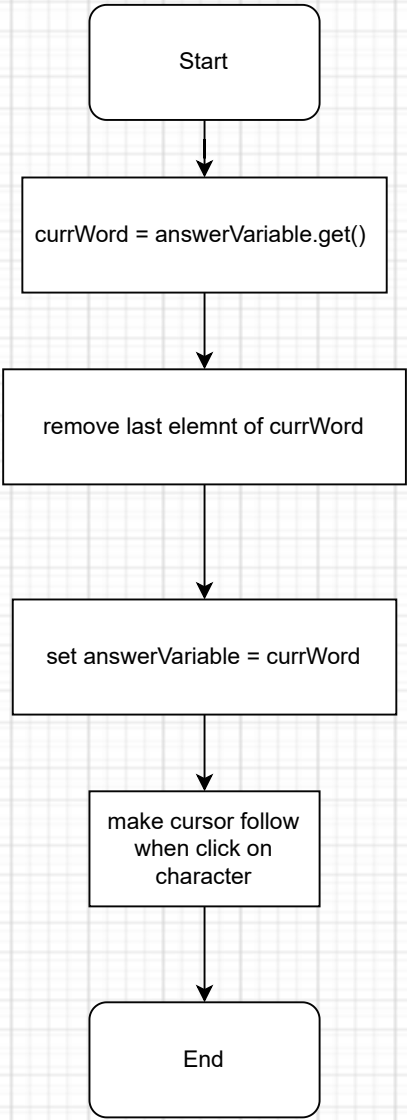 Start
currWord = answerVariable.get()
remove last elemnt of currWord
set answerVariable = currWord
make cursor follow
when click on
character
End